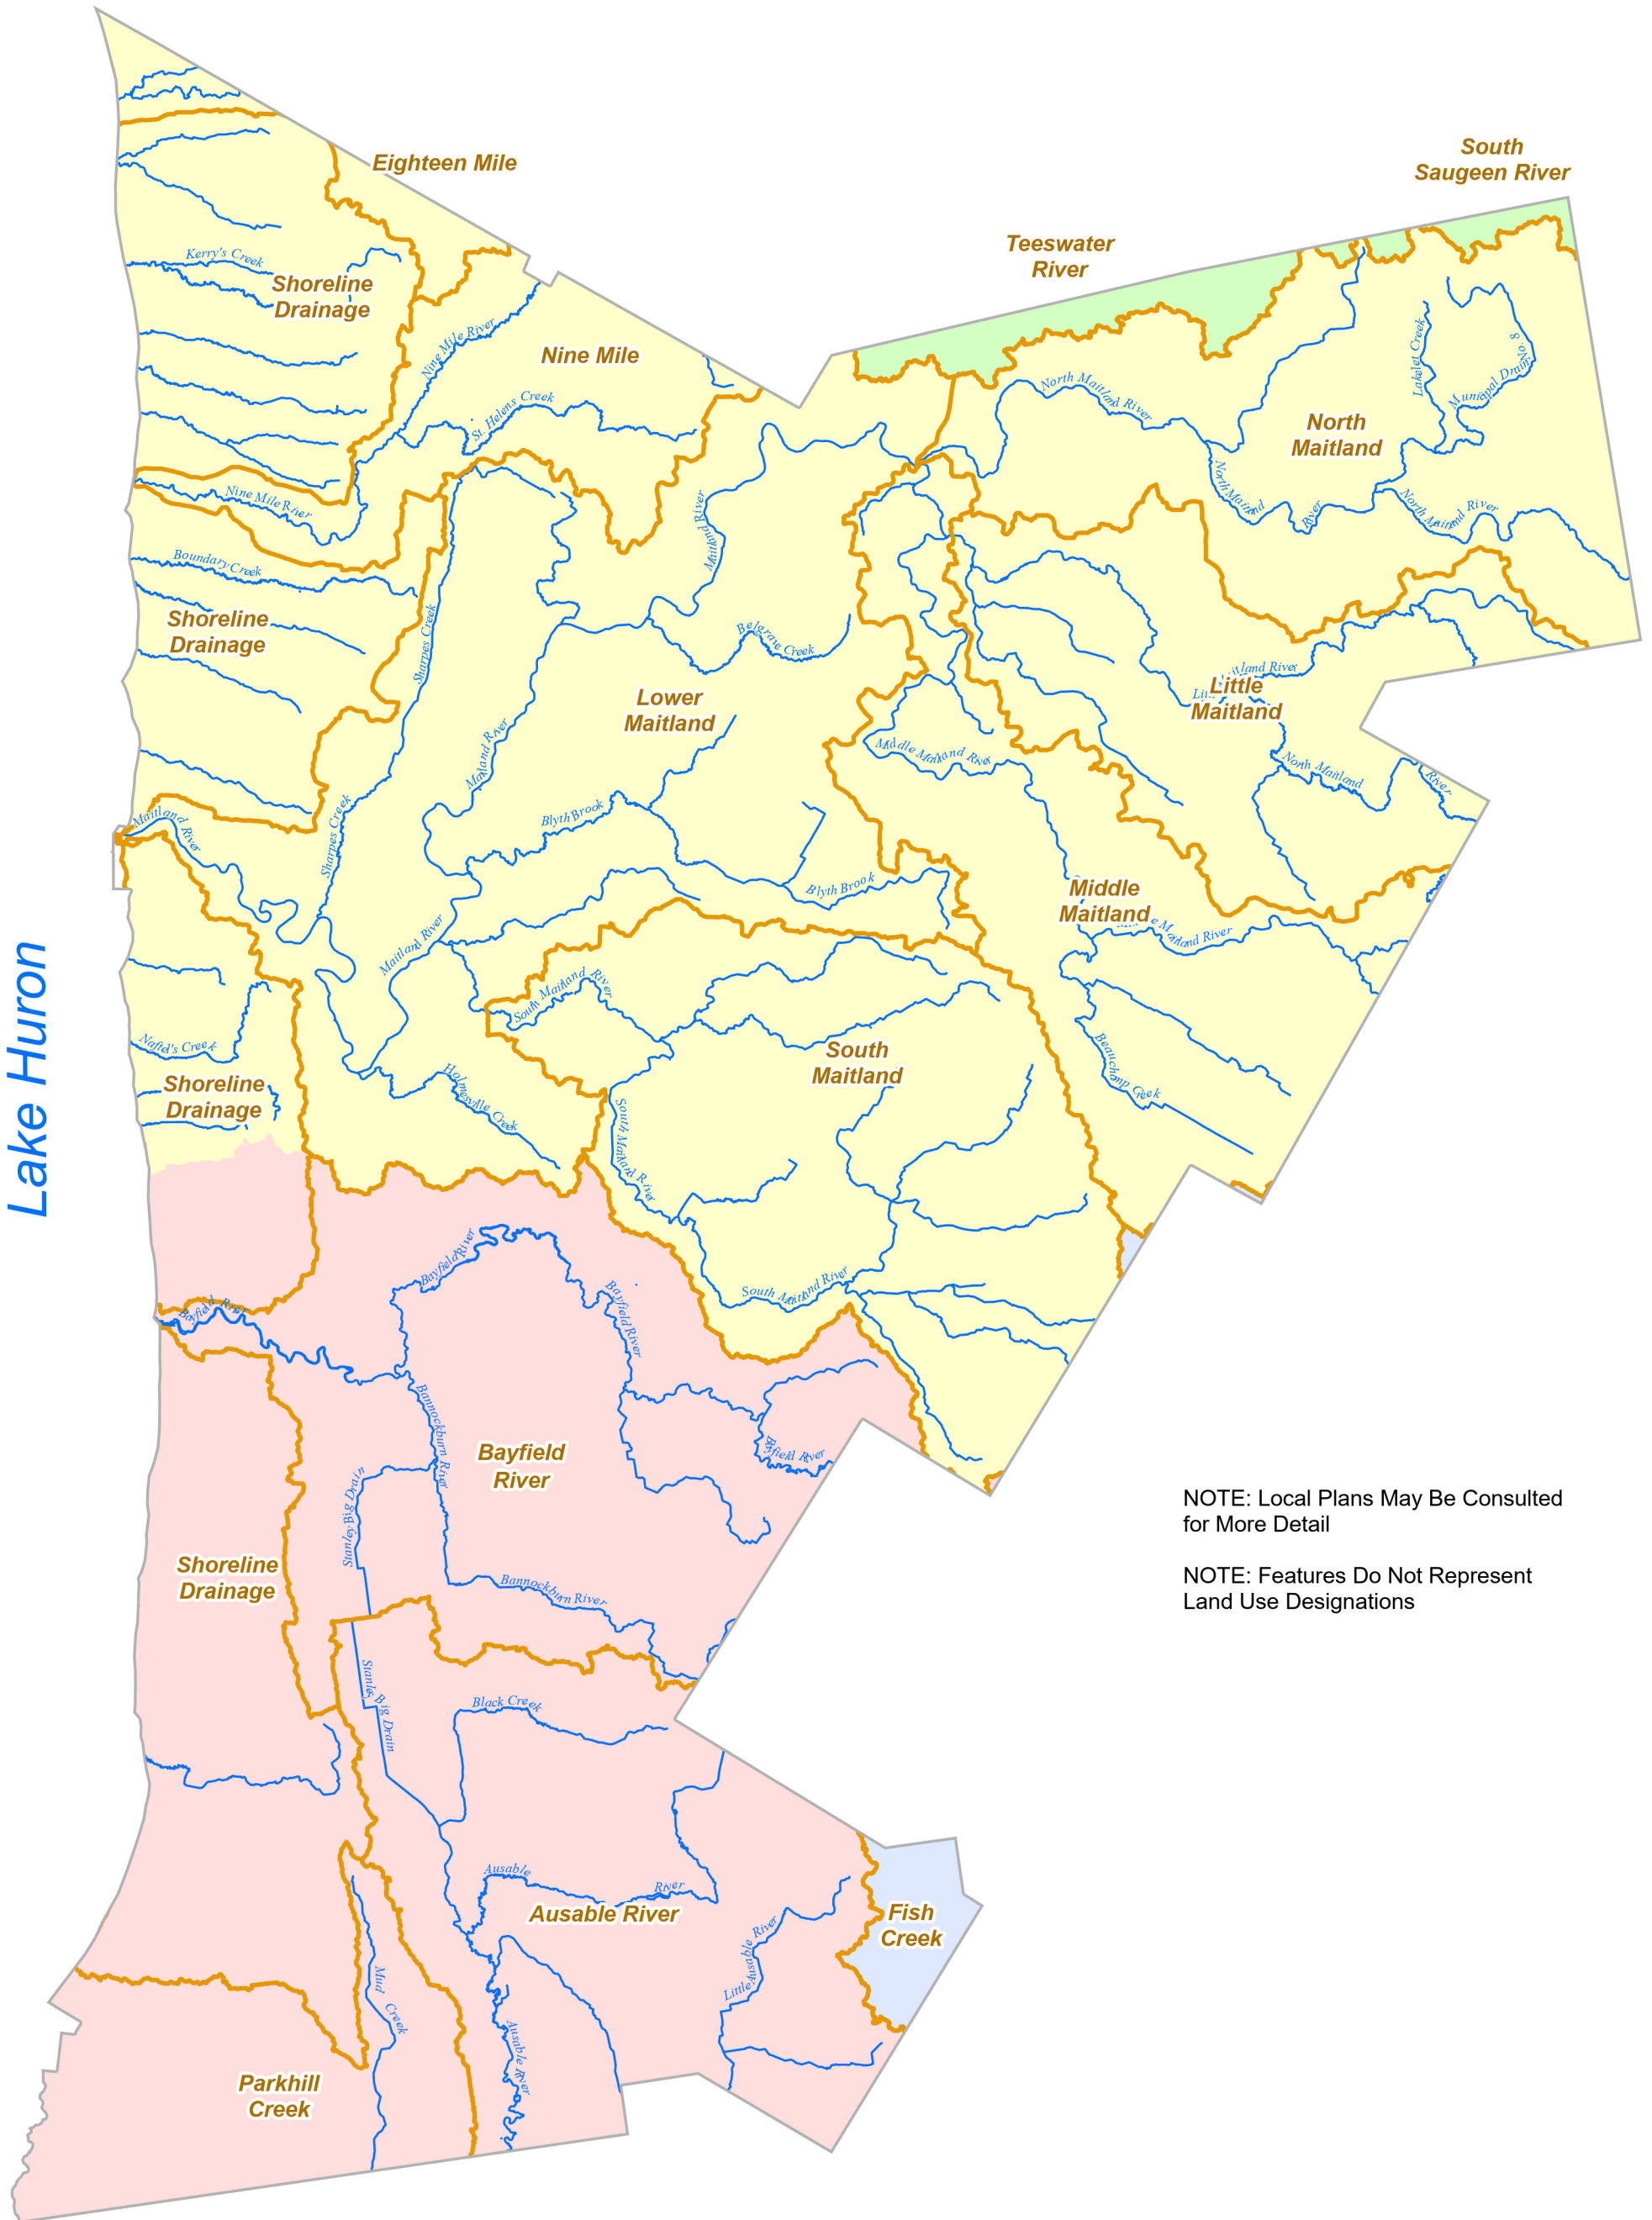 Eighteen Mile
South
Saugeen River
Teeswater
River
Kerry's Creek
Shoreline
Drainage
Nine Mile River
Nine Mile
St. Helens Creek
North Maitland River
Lakelet Creek
Municipal Drain No. 8
North
Maitland
Nine Mile River
Maitland River
North Maitland River
North Maitland River
Boundary Creek
Shoreline
Drainage
Sharpes Creek
Belgrave Creek
Lower
Maitland
Little
Maitland
Maitland River
Middle Maitland River
North Maitland River
Maitland River
Sharpes Creek
Blyth Brook
Blyth Brook
Middle
Maitland
Maitland River
Maitland River
South Maitland River
Lake Huron
Naftel's Creek
Shoreline
Drainage
Holmesville Creek
South
Maitland
Beauchamp Creek
South Maitland River
Bayfield River
Bayfield River
Bayfield River
South Maitland River
Bannockburn River
Bayfield
River
Bayfield River
Stanley Big Drain
NOTE: Local Plans May Be Consulted
for More Detail
NOTE: Features Do Not Represent
Land Use Designations
Shoreline
Drainage
Bannockburn River
Stanley Big Drain
Black Creek
Ausable River
Ausable River
Little Ausable River
Fish
Creek
Mud Creek
Ausable River
Parkhill
Creek